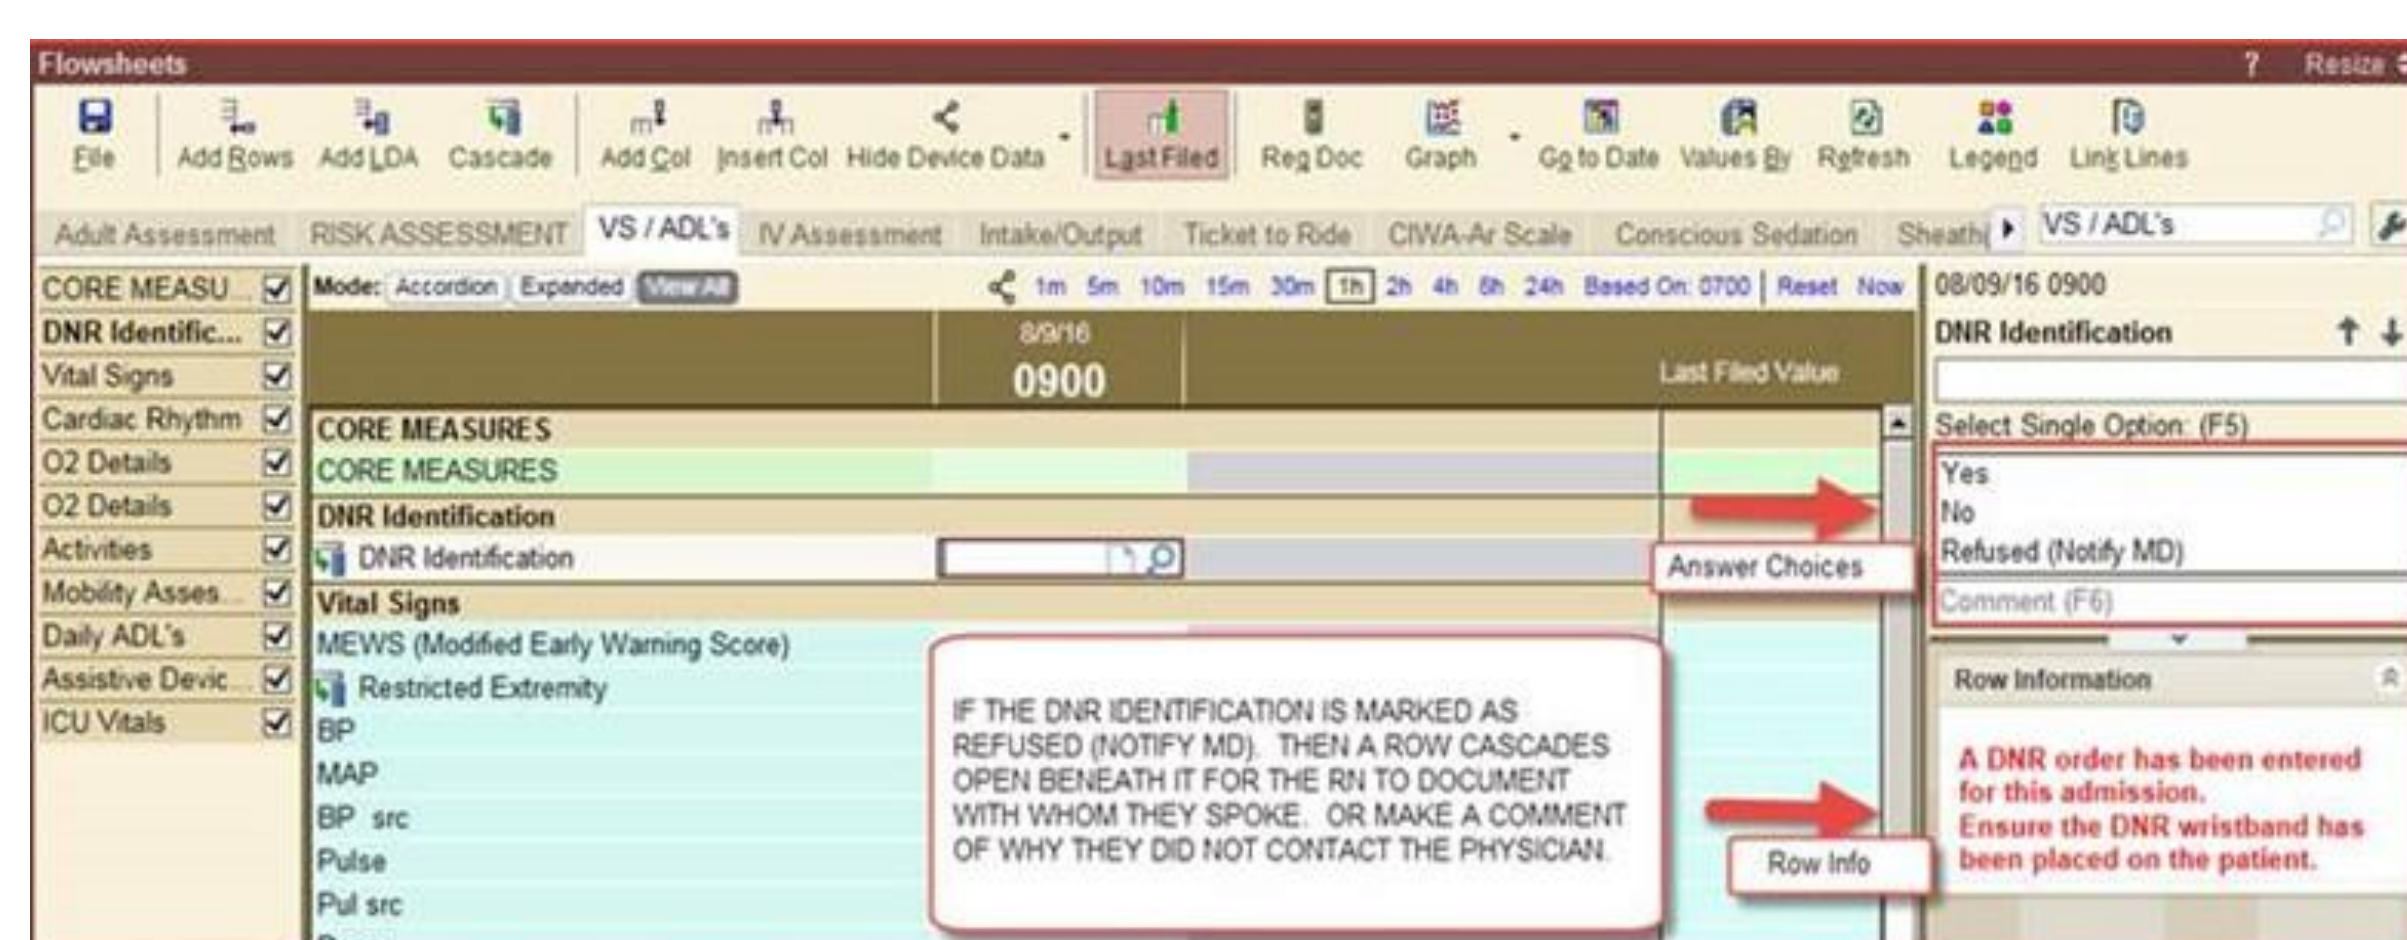 Flowsheets ? Resize
File Add Rows Add LDA Cascade Add Col Insert Col Hide Device Data Last Filed Reg Doc Graph Go to Date Values By Refresh Legend Link Lines
Adult Assessment RISK ASSESSMENT VS / ADL's IV Assessment Intake/Output Ticket to Ride CIWA-Ar Scale Conscious Sedation Sheath VS / ADL's
CORE MEASU...
DNR Identific...
Vital Signs
Cardiac Rhythm
O2 Details
O2 Details
Activities
Mobility Asses...
Daily ADL's
Assistive Devic...
ICU Vitals
Mode: Accordion Expanded View All 1m 5m 10m 15m 30m 1h 2h 4h 8h 24h Based On: 0700 Reset Now
8/9/16
0900
Last Filed Value
CORE MEASURES
CORE MEASURES
DNR Identification
DNR Identification
Vital Signs
MEWS (Modified Early Warning Score)
Restricted Extremity
BP
MAP
BP src
Pulse
Pul src
IF THE DNR IDENTIFICATION IS MARKED AS
REFUSED (NOTIFY MD). THEN A ROW CASCADES
OPEN BENEATH IT FOR THE RN TO DOCUMENT
WITH WHOM THEY SPOKE. OR MAKE A COMMENT
OF WHY THEY DID NOT CONTACT THE PHYSICIAN.
Answer Choices
Row Info
08/09/16 0900
DNR Identification
Select Single Option: (F5)
Yes
No
Refused (Notify MD)
Comment (F6)
Row Information
A DNR order has been entered
for this admission.
Ensure the DNR wristband has
been placed on the patient.